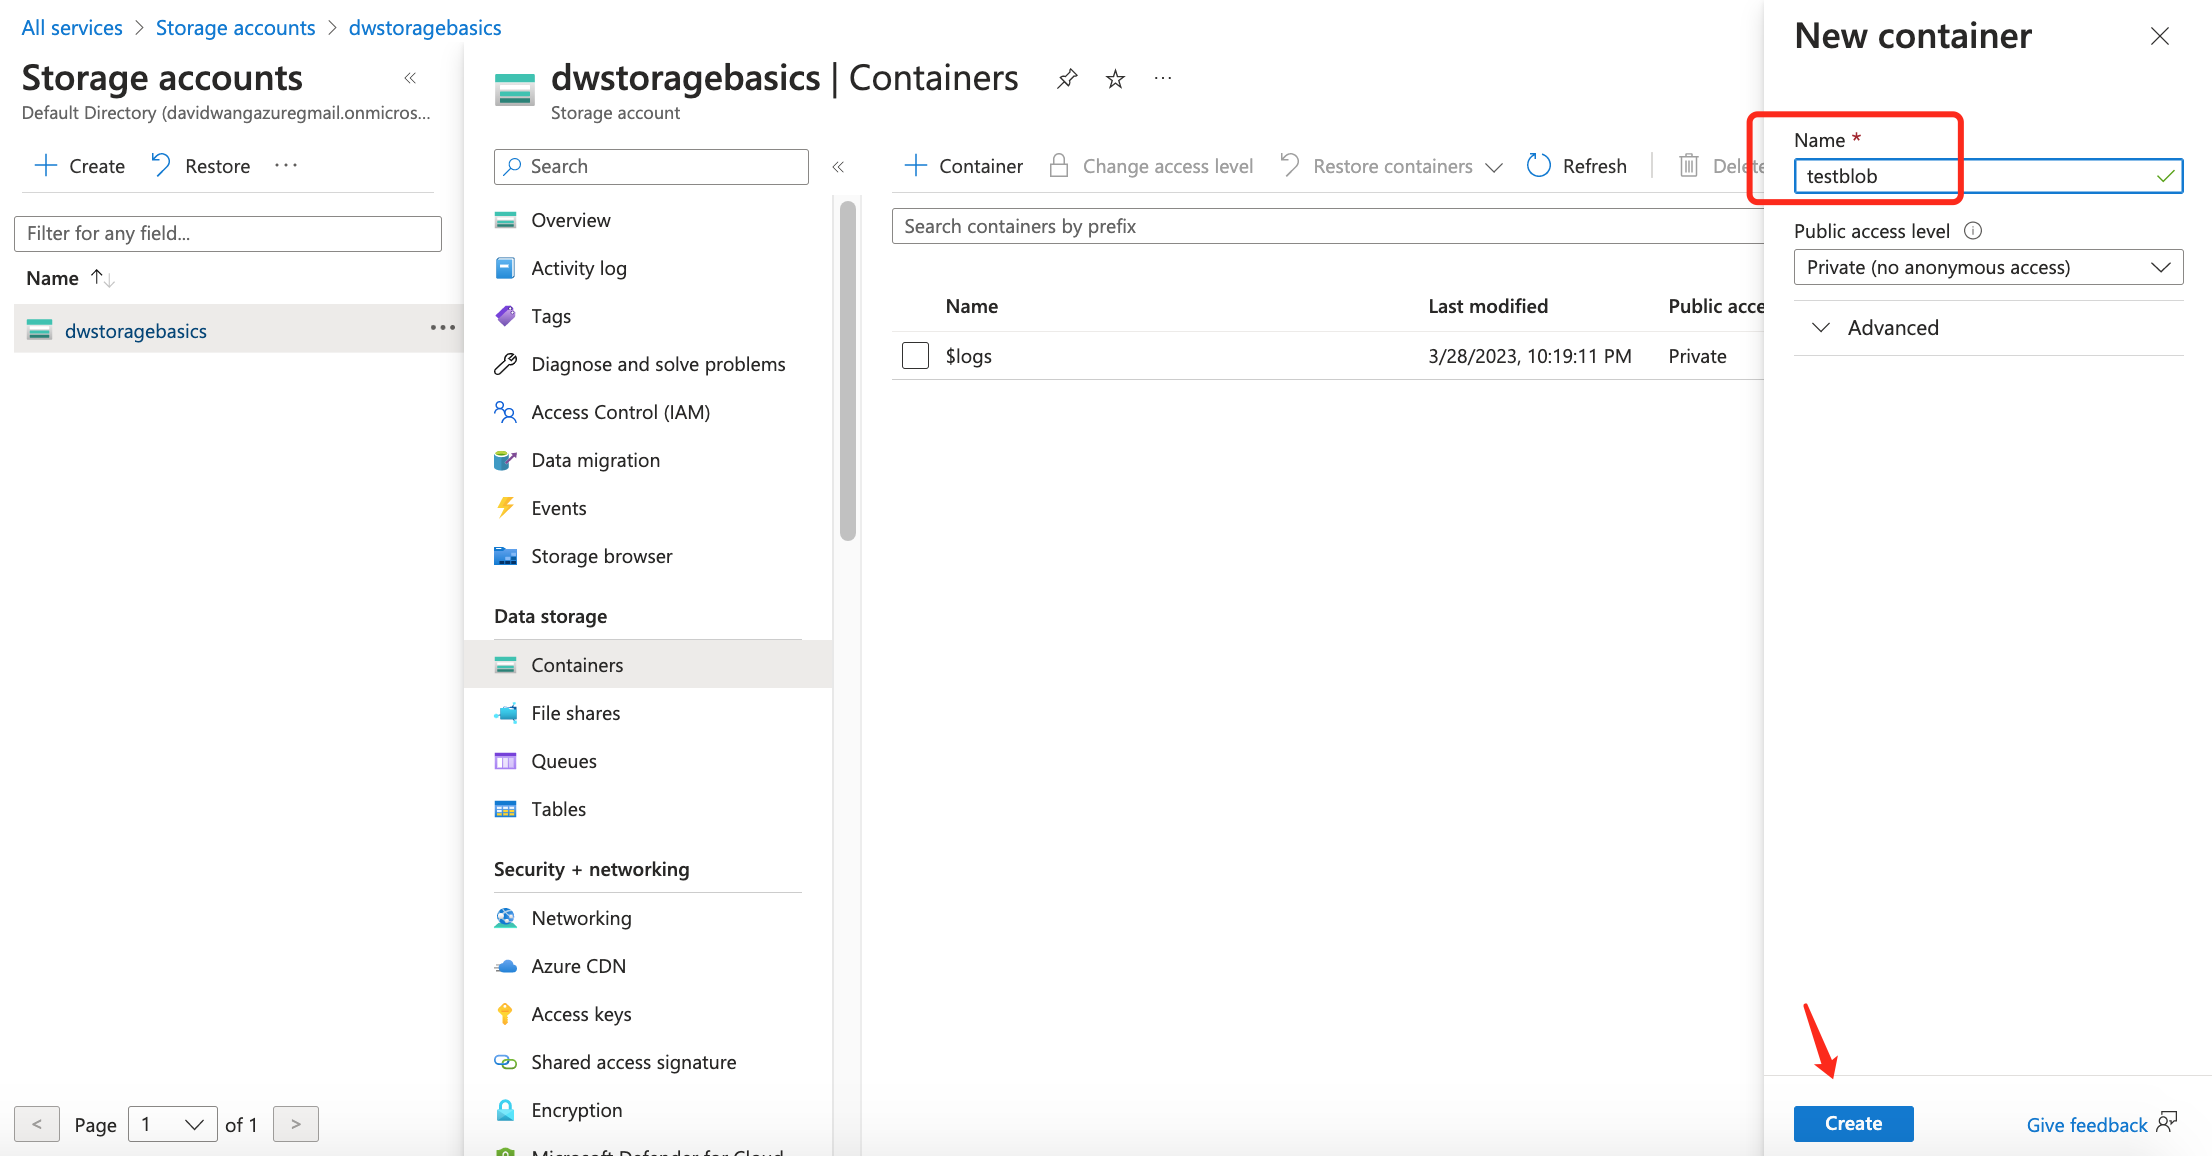 All services > Storage accounts > dwstoragebasics
Storage accounts
Default Directory (davidwangazuregmail.onmicros...
Create Restore ...
Filter for any field...
Name
dwstoragebasics ...
< Page 1 of 1 >
dwstoragebasics | Containers ...
Storage account
Search
Overview
Activity log
Tags
Diagnose and solve problems
Access Control (IAM)
Data migration
Events
Storage browser
Data storage
Containers
File shares
Queues
Tables
Security + networking
Networking
Azure CDN
Access keys
Shared access signature
Encryption
Microsoft Defender for Cloud
Container Change access level Restore containers Refresh Delete
Search containers by prefix
Name Last modified Public acce
$logs 3/28/2023, 10:19:11 PM Private
New container
Name *
testblob
Public access level
Private (no anonymous access)
Advanced
Create Give feedback